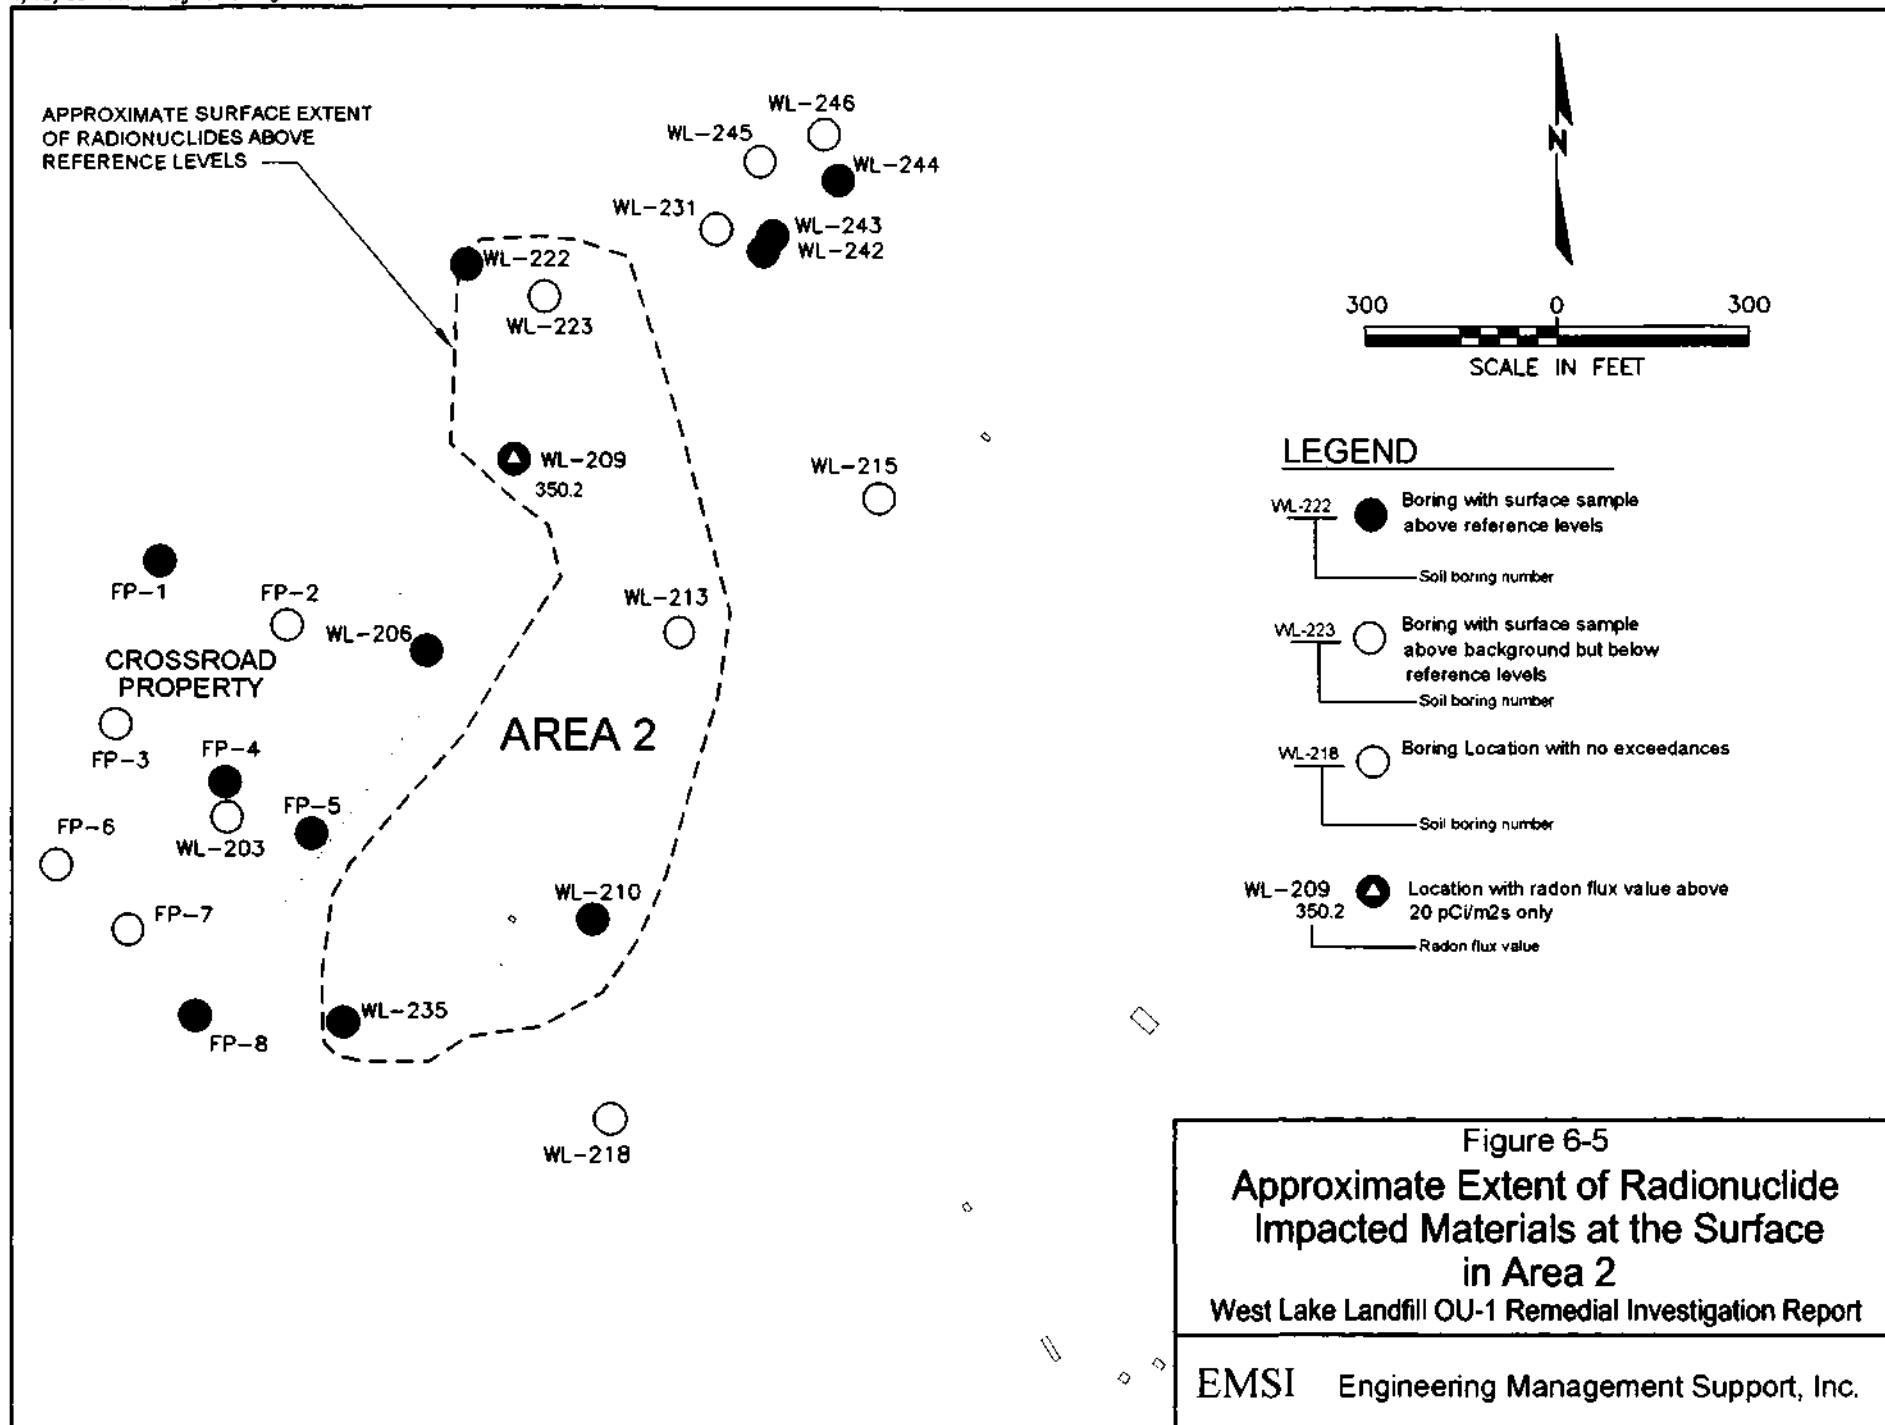 APPROXIMATE SURFACE EXTENT
OF RADIONUCLIDES ABOVE
REFERENCE LEVELS
WL-246
WL-245
WL-244
WL-231
WL-243
WL-242
WL-222
WL-223
WL-209
350.2
WL-215
FP-1
FP-2
WL-213
WL-206
CROSSROAD
PROPERTY
AREA 2
FP-3
FP-4
FP-5
FP-6
WL-203
WL-210
FP-7
WL-235
FP-8
WL-218
N
300 0 300
SCALE IN FEET
LEGEND
WL-222
Boring with surface sample
above reference levels
Soil boring number
WL-223
Boring with surface sample
above background but below
reference levels
Soil boring number
WL-218
Boring Location with no exceedances
Soil boring number
WL-209
350.2
Location with radon flux value above
20 pCi/m2s only
Radon flux value
Figure 6-5
Approximate Extent of Radionuclide
Impacted Materials at the Surface
in Area 2
West Lake Landfill OU-1 Remedial Investigation Report
EMSI Engineering Management Support, Inc.